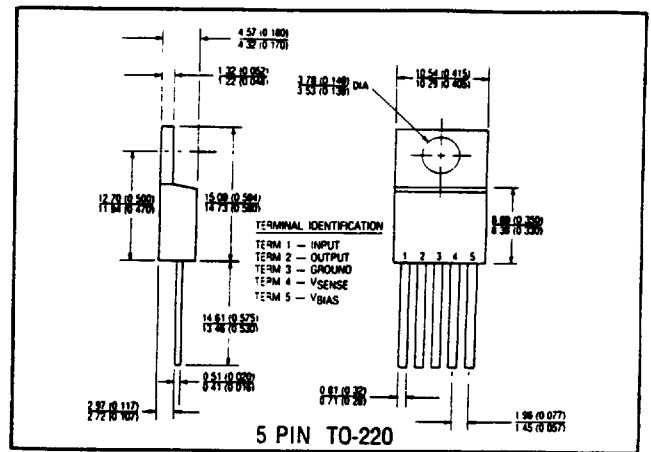 4.57 (0.180)
4.32 (0.170)
1.32 (0.052)
1.22 (0.048)
3.78 (0.149) DIA
3.53 (0.139)
10.54 (0.415)
10.29 (0.405)
12.70 (0.500)
11.94 (0.470)
15.09 (0.594)
14.73 (0.580)
8.89 (0.350)
8.38 (0.330)
TERMINAL IDENTIFICATION
TERM 1 – INPUT
TERM 2 – OUTPUT
TERM 3 – GROUND
TERM 4 – VSENSE
TERM 5 – VBIAS
1 2 3 4 5
14.61 (0.575)
13.46 (0.530)
0.51 (0.020)
0.41 (0.016)
2.97 (0.117)
2.72 (0.107)
0.81 (0.32)
0.71 (0.28)
1.96 (0.077)
1.45 (0.057)
5 PIN TO-220